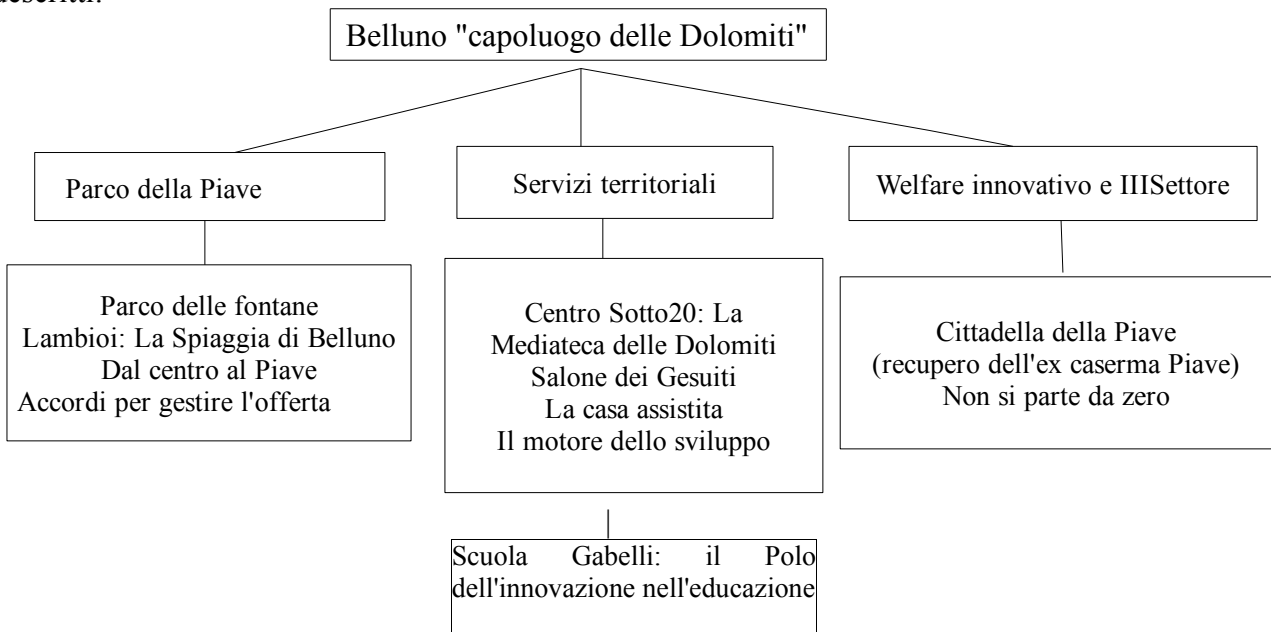 descritti:
Belluno "capoluogo delle Dolomiti"
Parco della Piave
Servizi territoriali
Welfare innovativo e IIISettore
Parco delle fontane
Lambioi: La Spiaggia di Belluno
Dal centro al Piave
Accordi per gestire l'offerta
Centro Sotto20: La
Mediateca delle Dolomiti
Salone dei Gesuiti
La casa assistita
Il motore dello sviluppo
Cittadella della Piave
(recupero dell'ex caserma Piave)
Non si parte da zero
Scuola Gabelli: il Polo
dell'innovazione nell'educazione